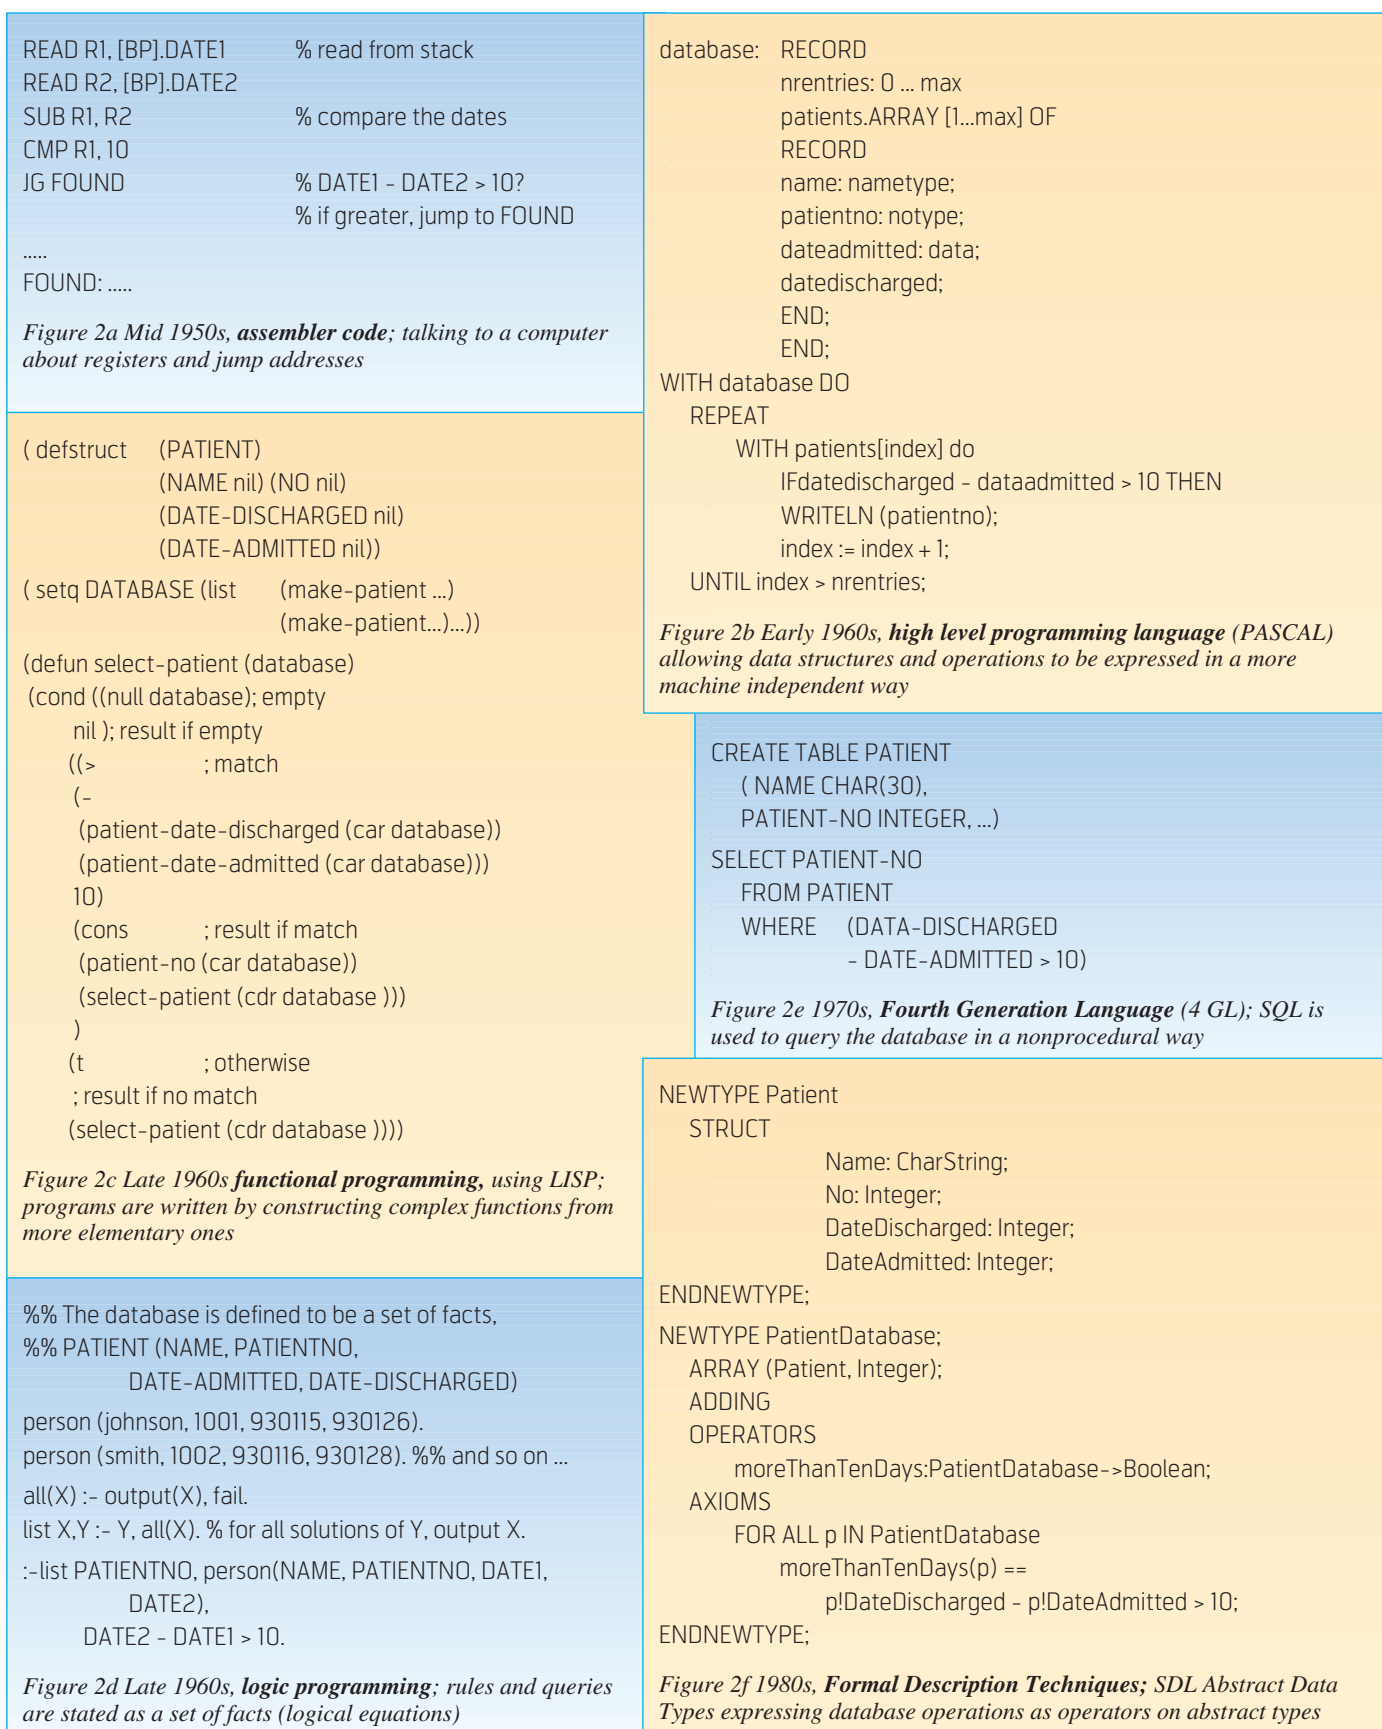 READ R1, [BP].DATE1 % read from stack
READ R2, [BP].DATE2
SUB R1, R2 % compare the dates
CMP R1, 10
JG FOUND % DATE1 - DATE2 > 10?
% if greater, jump to FOUND
.....
FOUND: .....
Figure 2a Mid 1950s, assembler code; talking to a computer
about registers and jump addresses
( defstruct (PATIENT)
(NAME nil) (NO nil)
(DATE-DISCHARGED nil)
(DATE-ADMITTED nil))
( setq DATABASE (list (make-patient ...)
(make-patient...)...))
(defun select-patient (database)
(cond ((null database); empty
nil ); result if empty
((> ; match
(-
(patient-date-discharged (car database))
(patient-date-admitted (car database)))
10)
(cons ; result if match
(patient-no (car database))
(select-patient (cdr database )))
)
(t ; otherwise
; result if no match
(select-patient (cdr database ))))
Figure 2c Late 1960s functional programming, using LISP;
programs are written by constructing complex functions from
more elementary ones
%% The database is defined to be a set of facts,
%% PATIENT (NAME, PATIENTNO,
DATE-ADMITTED, DATE-DISCHARGED)
person (johnson, 1001, 930115, 930126).
person (smith, 1002, 930116, 930128). %% and so on ...
all(X) :- output(X), fail.
list X,Y :- Y, all(X). % for all solutions of Y, output X.
:-list PATIENTNO, person(NAME, PATIENTNO, DATE1,
DATE2),
DATE2 - DATE1 > 10.
Figure 2d Late 1960s, logic programming; rules and queries
are stated as a set of facts (logical equations)
database: RECORD
nrentries: 0 ... max
patients.ARRAY [1...max] OF
RECORD
name: nametype;
patientno: notype;
dateadmitted: data;
datedischarged;
END;
END;
WITH database DO
REPEAT
WITH patients[index] do
IFdatedischarged - dataadmitted > 10 THEN
WRITELN (patientno);
index := index + 1;
UNTIL index > nrentries;
Figure 2b Early 1960s, high level programming language (PASCAL)
allowing data structures and operations to be expressed in a more
machine independent way
CREATE TABLE PATIENT
( NAME CHAR(30),
PATIENT-NO INTEGER, ...)
SELECT PATIENT-NO
FROM PATIENT
WHERE (DATA-DISCHARGED
- DATE-ADMITTED > 10)
Figure 2e 1970s, Fourth Generation Language (4 GL); SQL is
used to query the database in a nonprocedural way
NEWTYPE Patient
STRUCT
Name: CharString;
No: Integer;
DateDischarged: Integer;
DateAdmitted: Integer;
ENDNEWTYPE;
NEWTYPE PatientDatabase;
ARRAY (Patient, Integer);
ADDING
OPERATORS
moreThanTenDays:PatientDatabase->Boolean;
AXIOMS
FOR ALL p IN PatientDatabase
moreThanTenDays(p) ==
p!DateDischarged - p!DateAdmitted > 10;
ENDNEWTYPE;
Figure 2f 1980s, Formal Description Techniques; SDL Abstract Data
Types expressing database operations as operators on abstract types